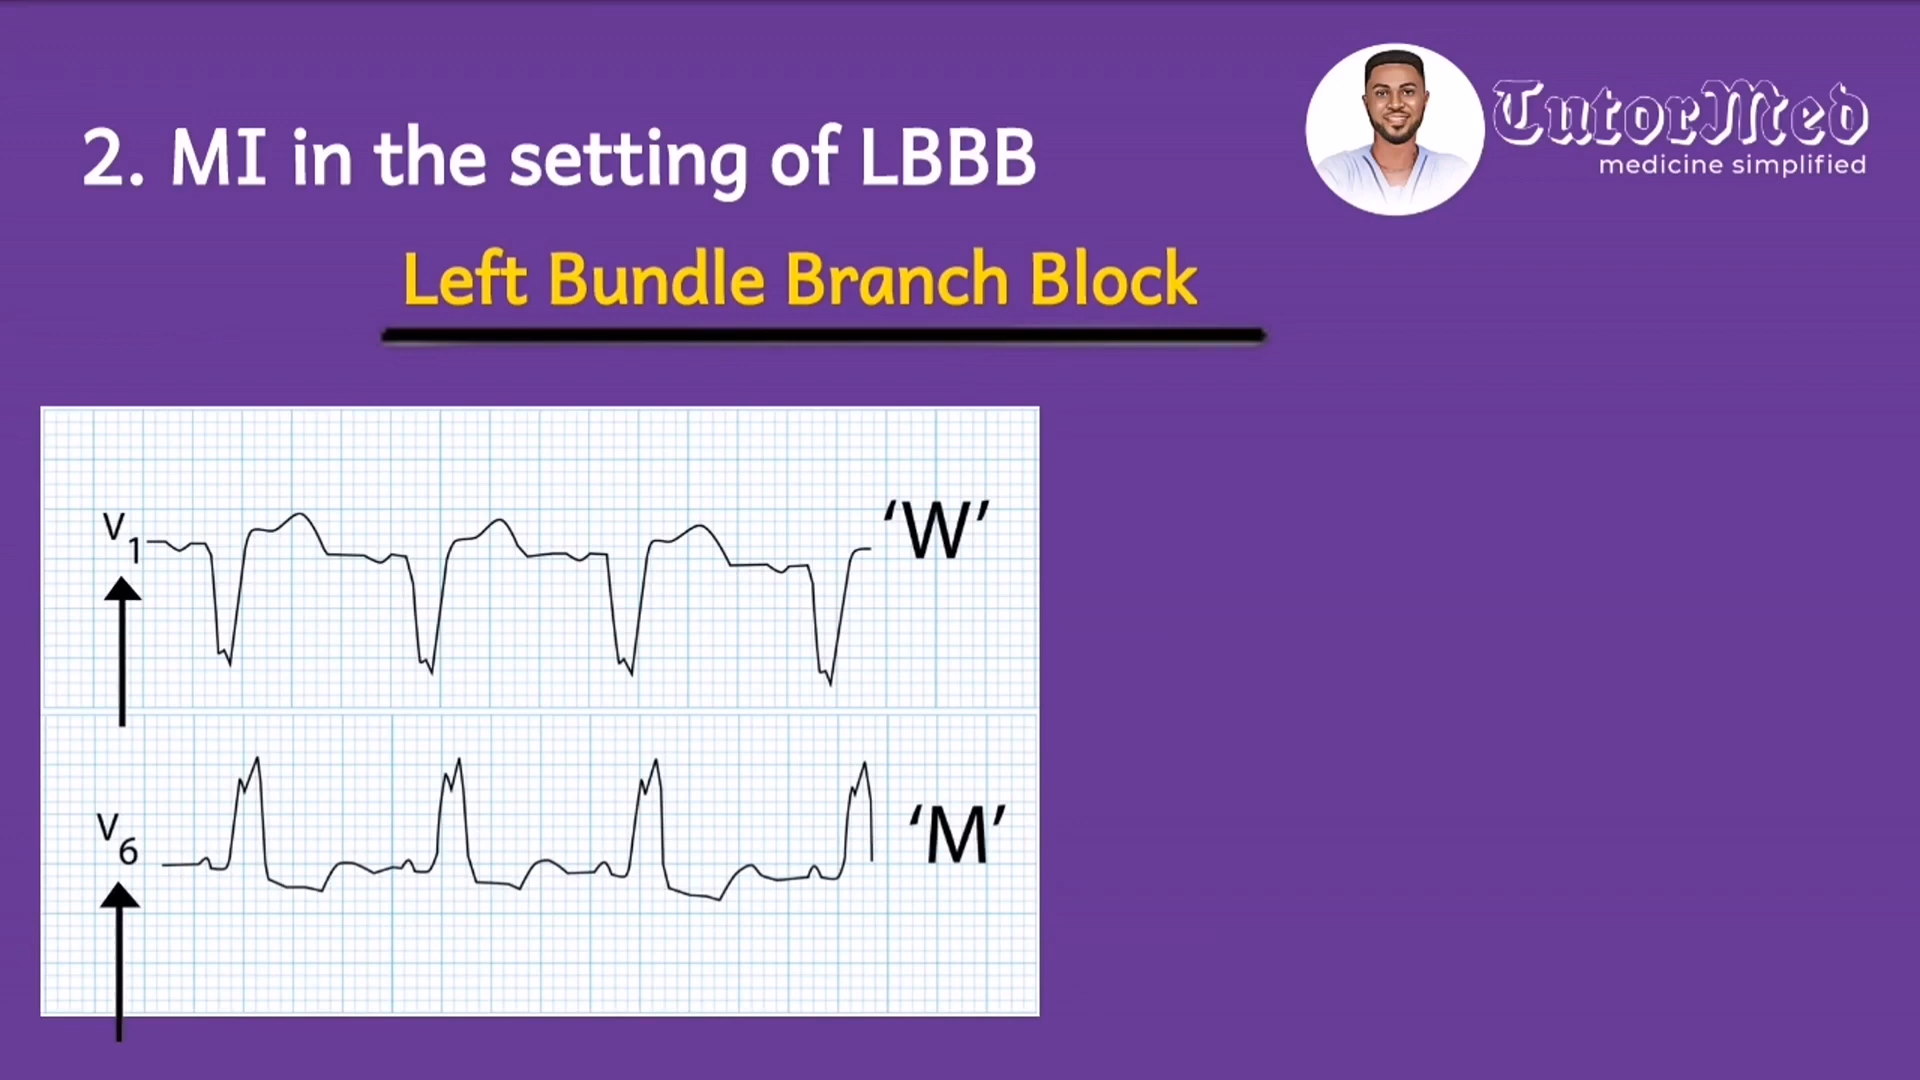 2. MI in the setting of LBBB
TutorMed
medicine simplified
Left Bundle Branch Block
V1
‘W’
V6
‘M’